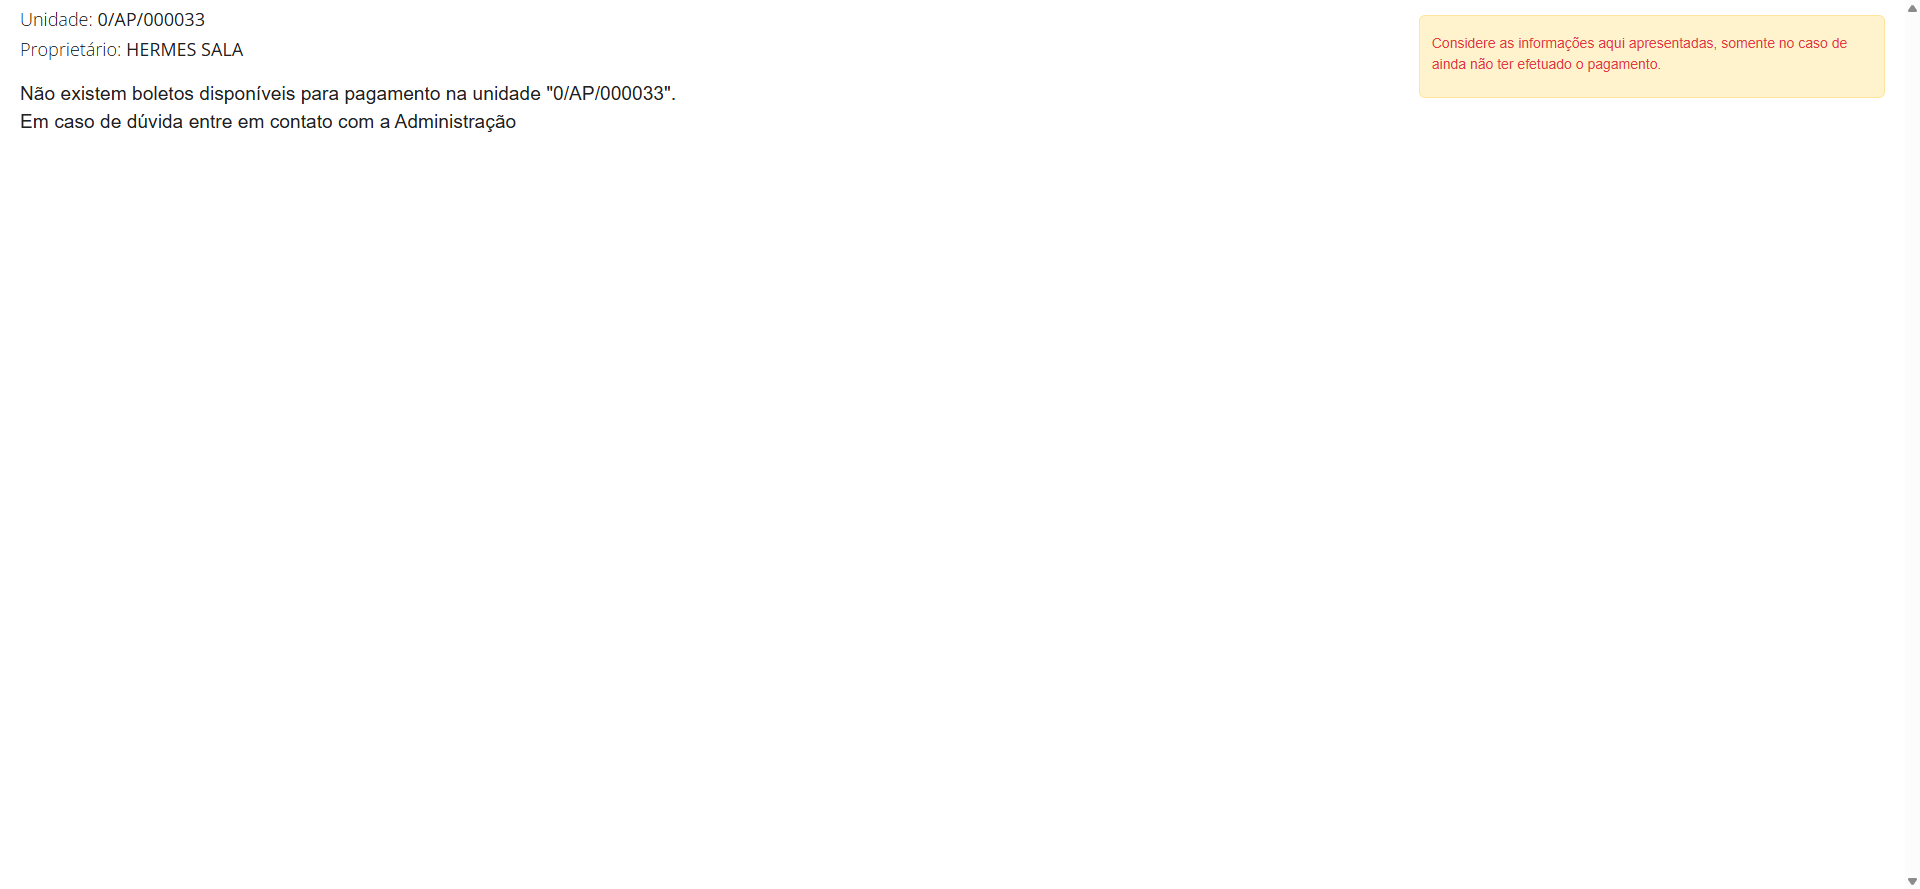 Unidade: 0/AP/000033
Proprietário: HERMES SALA
Não existem boletos disponíveis para pagamento na unidade "0/AP/000033".
Em caso de dúvida entre em contato com a Administração
Considere as informações aqui apresentadas, somente no caso de
ainda não ter efetuado o pagamento.